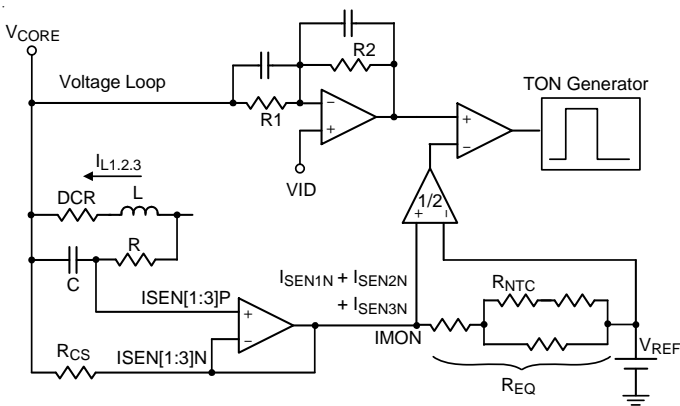 VCORE
Voltage Loop
R2
R1
TON Generator
VID
+
−
+
−
1/2
+
−
IL1.2.3
DCR
L
R
C
ISEN[1:3]P
ISEN1N + ISEN2N
+ ISEN3N
+
−
IMON
RNTC
VREF
RCS
ISEN[1:3]N
REQ